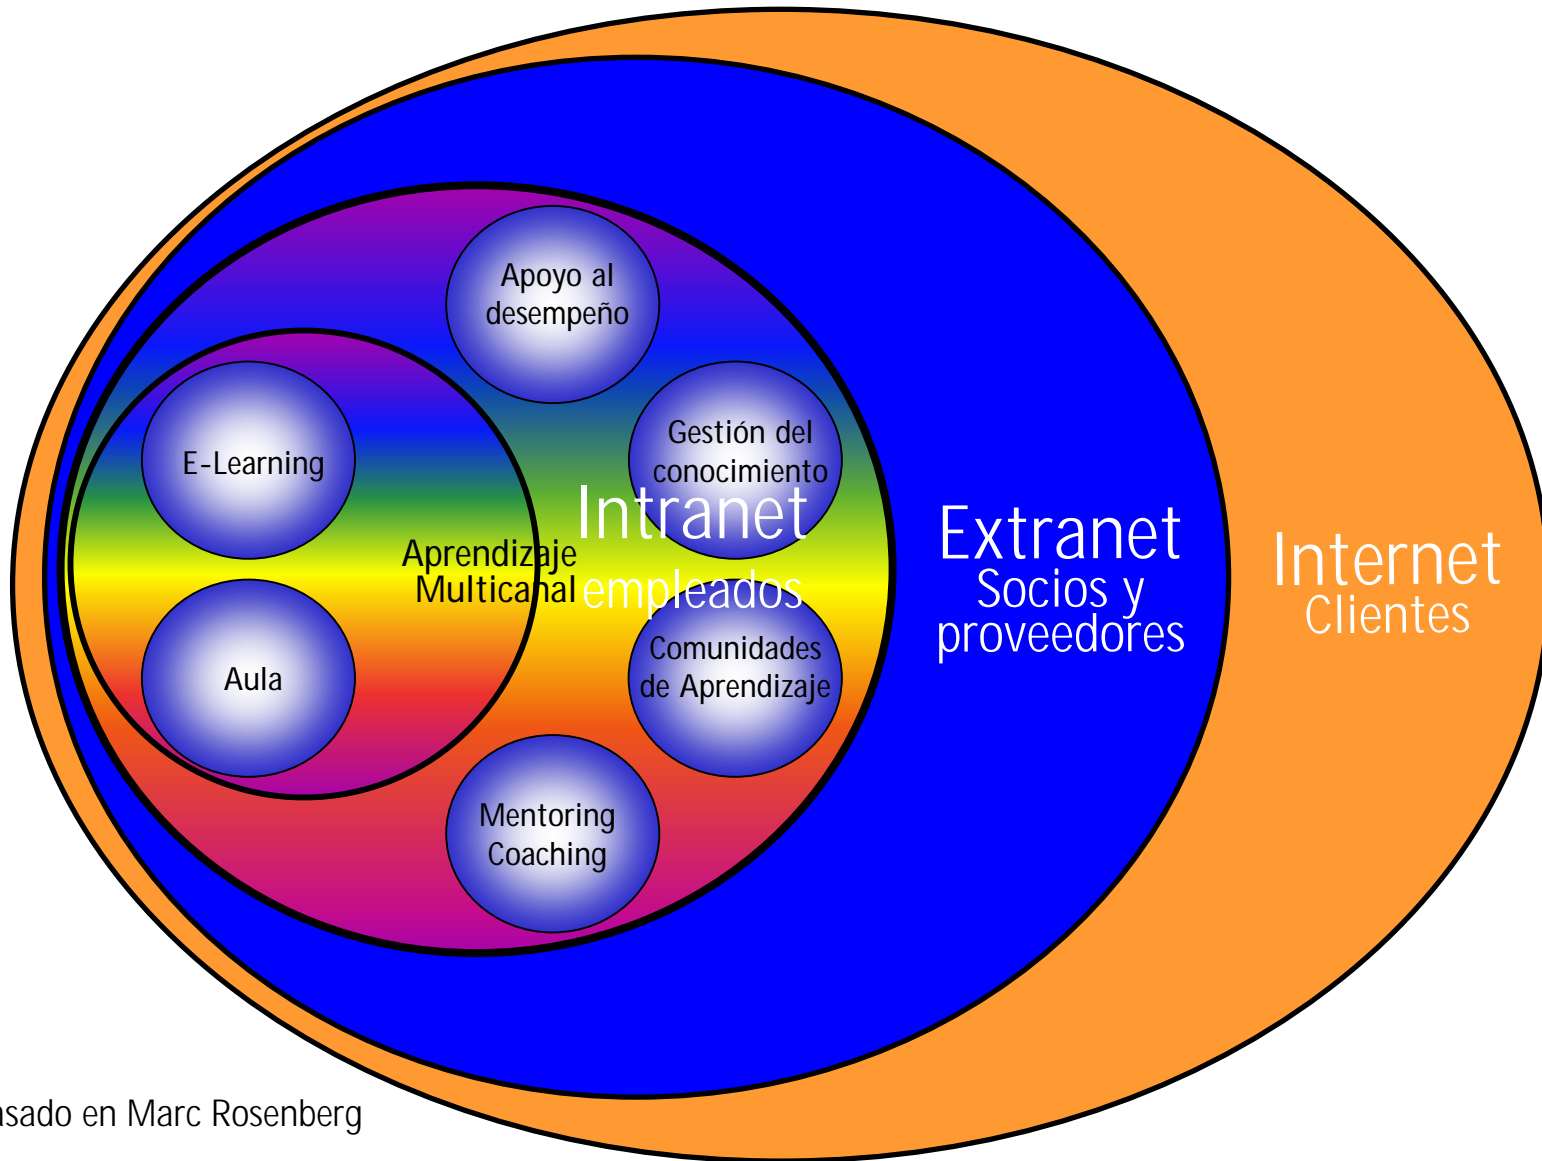 Apoyo al
desempeño
Gestión del
conocimiento
E-Learning
Intranet
empleados
Aprendizaje
Multicanal
Extranet
Socios y
proveedores
Internet
Clientes
Aula
Comunidades
de Aprendizaje
Mentoring
Coaching
asado en Marc Rosenberg